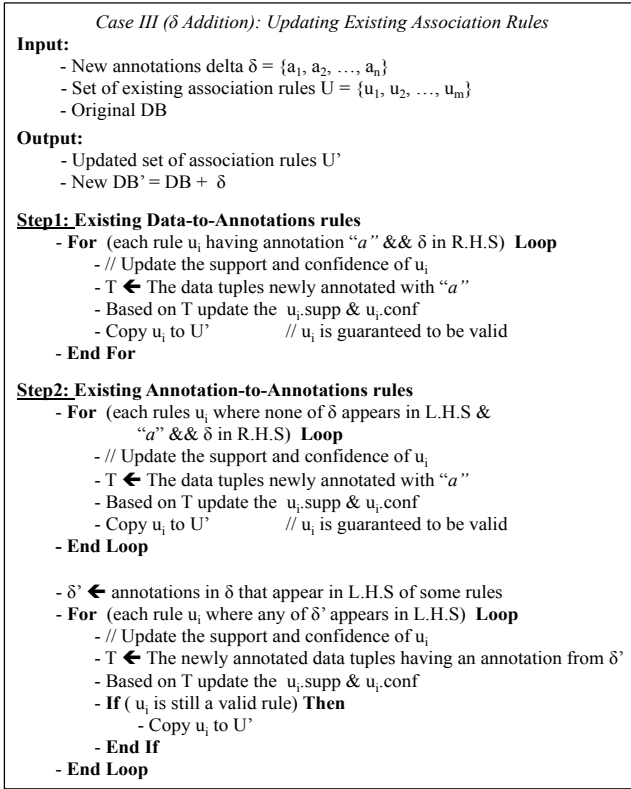 Case III (δ Addition): Updating Existing Association Rules
Input:
- New annotations delta δ = {a1, a2, …, an}
- Set of existing association rules U = {u1, u2, …, um}
- Original DB
Output:
- Updated set of association rules U’
- New DB’ = DB + δ
Step1: Existing Data-to-Annotations rules
- For (each rule ui having annotation “a” && δ in R.H.S) Loop
- // Update the support and confidence of ui
- T 🡸 The data tuples newly annotated with “a”
- Based on T update the ui.supp & ui.conf
- Copy ui to U’ // ui is guaranteed to be valid
- End For
Step2: Existing Annotation-to-Annotations rules
- For (each rules ui where none of δ appears in L.H.S &
“a” && δ in R.H.S) Loop
- // Update the support and confidence of ui
- T 🡸 The data tuples newly annotated with “a”
- Based on T update the ui.supp & ui.conf
- Copy ui to U’ // ui is guaranteed to be valid
- End Loop
- δ’ 🡸 annotations in δ that appear in L.H.S of some rules
- For (each rule ui where any of δ’ appears in L.H.S) Loop
- // Update the support and confidence of ui
- T 🡸 The newly annotated data tuples having an annotation from δ’
- Based on T update the ui.supp & ui.conf
- If ( ui is still a valid rule) Then
- Copy ui to U’
- End If
- End Loop